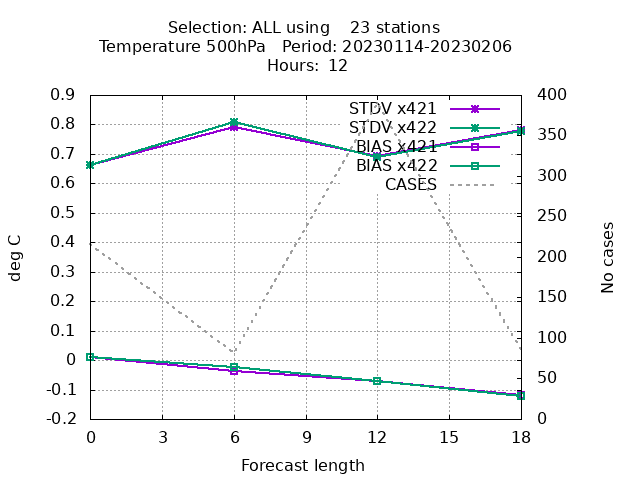 Selection: ALL using    23 stations
Temperature 500hPa   Period: 20230114-20230206
Hours: 12
0.9
0.8
0.7
0.6
0.5
0.4
0.3
0.2
0.1
0
-0.1
-0.2
deg C
STDV x421
STDV x422
BIAS x421
BIAS x422
CASES
400
350
300
250
200
150
100
50
0
No cases
0 3 6 9 12 15 18
Forecast length